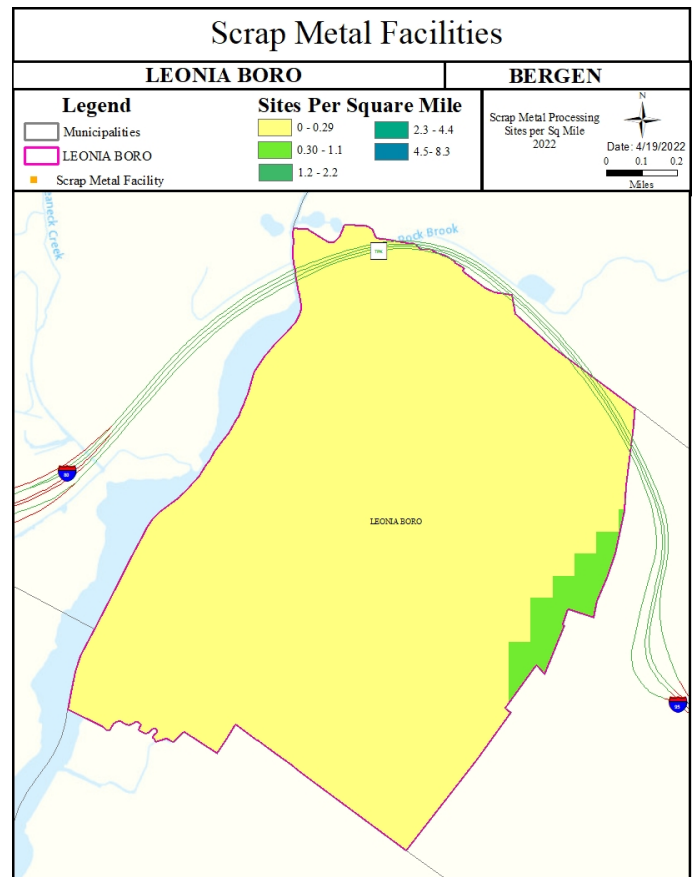 Scrap Metal Facilities
LEONIA BORO
BERGEN
Legend
Municipalities
LEONIA BORO
Scrap Metal Facility
Sites Per Square Mile
0 - 0.29
0.30 - 1.1
1.2 - 2.2
2.3 - 4.4
4.5- 8.3
Scrap Metal Processing
Sites per Sq Mile
2022
N
Date: 4/19/2022
0 0.1 0.2
Miles
Creek
Rock Brook
80
LEONIA BORO
95